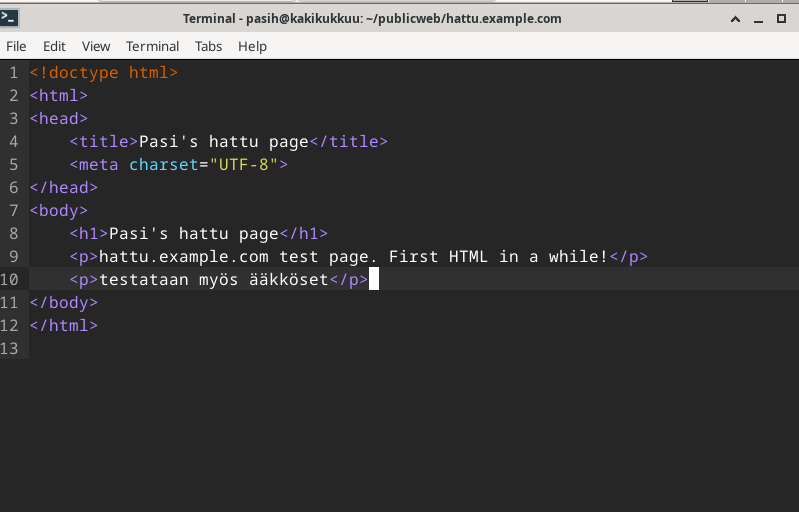 Terminal - pasih@kakikukkuu: ~/publicweb/hattu.example.com
File Edit View Terminal Tabs Help
1 <!doctype html>
2 <html>
3 <head>
4     <title>Pasi's hattu page</title>
5     <meta charset="UTF-8">
6 </head>
7 <body>
8     <h1>Pasi's hattu page</h1>
9     <p>hattu.example.com test page. First HTML in a while!</p>
10     <p>testataan myös ääkköset</p>
11 </body>
12 </html>
13